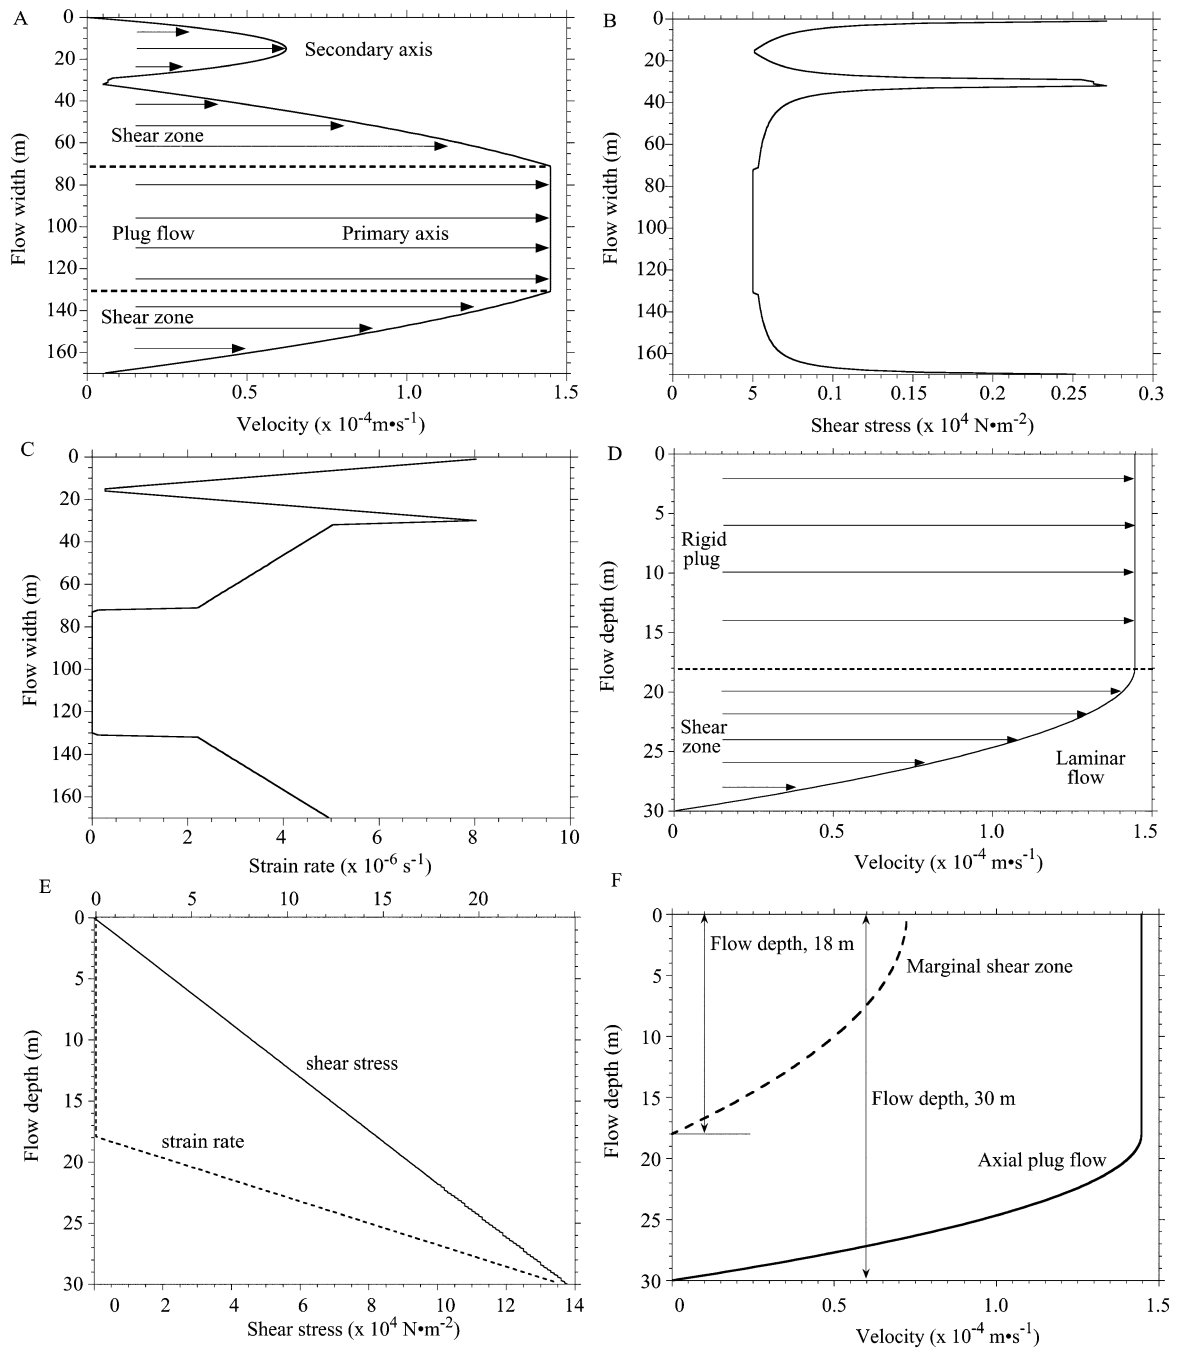 A
0
20
40
60
80
100
120
140
160
Flow width (m)
Secondary axis
Shear zone
Plug flow
Primary axis
Shear zone
0
0.5
1.0
1.5
Velocity (x 10-4m•s-1)
B
0
20
40
60
80
100
120
140
160
Flow width (m)
0
5
0.1
0.15
0.2
0.25
0.3
Shear stress (x 104 N•m-2)
C
0
20
40
60
80
100
120
140
160
Flow width (m)
0
2
4
6
8
10
Strain rate (x 10-6 s-1)
D
0
5
10
15
20
25
30
Flow depth (m)
Rigid
plug
Shear
zone
Laminar
flow
0
0.5
1.0
1.5
Velocity (x 10-4 m•s-1)
E
0
5
10
15
20
0
5
10
15
20
25
30
Flow depth (m)
shear stress
strain rate
0
2
4
6
8
10
12
14
Shear stress (x 104 N•m-2)
F
0
5
10
15
20
25
30
Flow depth (m)
Flow depth, 18 m
Marginal shear zone
Flow depth, 30 m
Axial plug flow
0
0.5
1.0
1.5
Velocity (x 10-4 m•s-1)